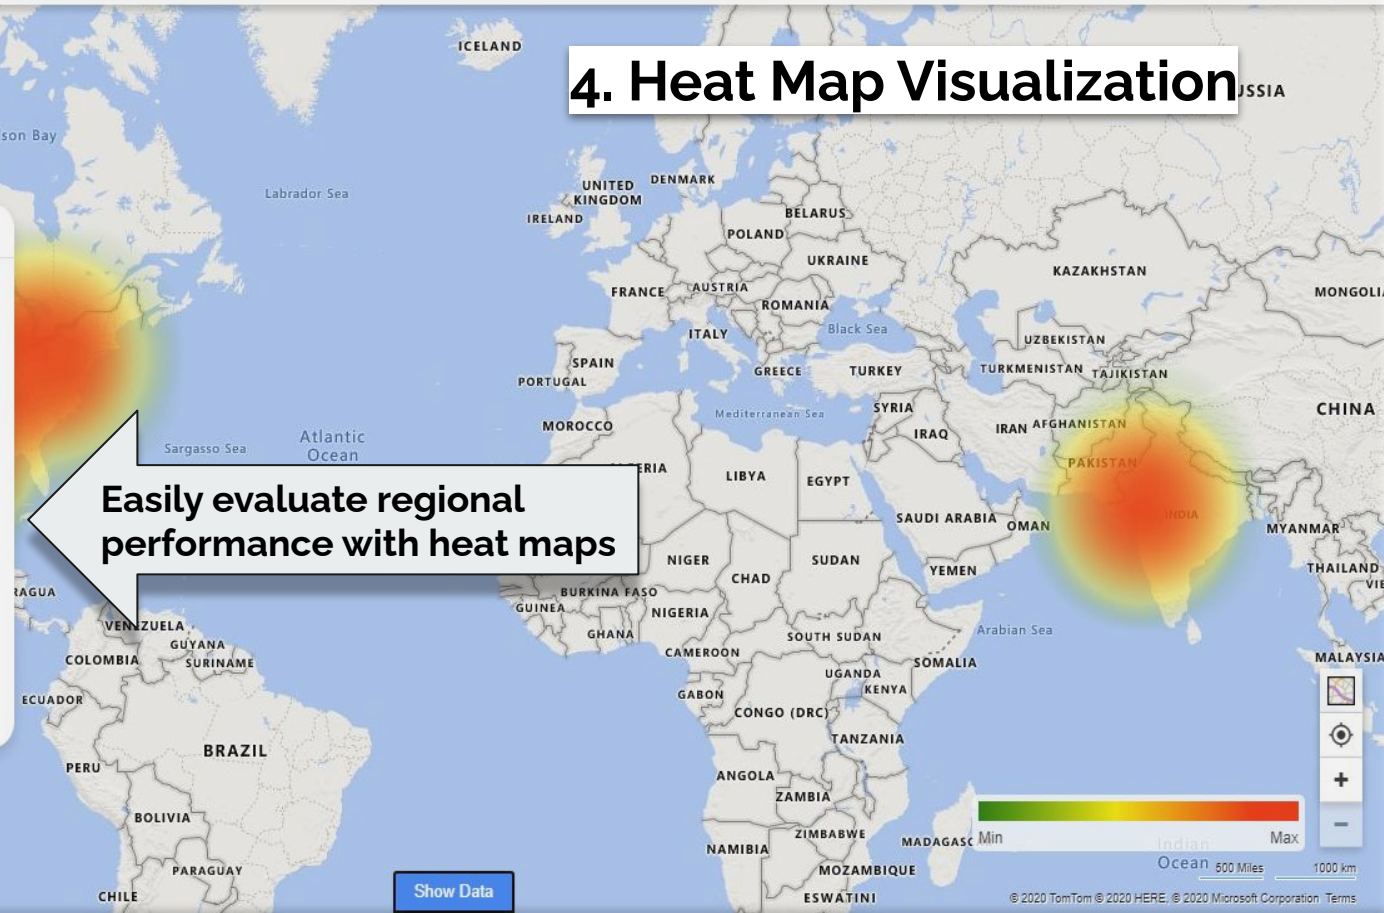 ICELAND
4. Heat Map Visualization
USSIA
son Bay
Labrador Sea
UNITED
KINGDOM
DENMARK
IRELAND
BELARUS
POLAND
UKRAINE
KAZAKHSTAN
FRANCE
AUSTRIA
ROMANIA
MONGOLI
ITALY
Black Sea
UZBEKISTAN
SPAIN
GREECE
TURKEY
TURKMENISTAN
TAJIKISTAN
PORTUGAL
Mediterranean Sea
SYRIA
CHINA
MOROCCO
IRAQ
IRAN
AFGHANISTAN
Atlantic
Ocean
Sargasso Sea
ERIA
LIBYA
EGYPT
PAKISTAN
Easily evaluate regional
performance with heat maps
SAUDI ARABIA
OMAN
INDIA
MYANMAR
NIGER
SUDAN
CHAD
YEMEN
THAILAND
VIE
RAGUA
BURKINA FASO
GUINEA
NIGERIA
VENEZUELA
GHANA
SOUTH SUDAN
Arabian Sea
GUYANA
SURINAME
COLOMBIA
CAMEROON
SOMALIA
MALAYSIA
UGANDA
KENYA
ECUADOR
GABON
CONGO (DRC)
TANZANIA
BRAZIL
PERU
ANGOLA
ZAMBIA
BOLIVIA
ZIMBABWE
MADAGASC
Min
Max
Indian
Ocean
NAMIBIA
PARAGUAY
MOZAMBIQUE
500 Miles
1000 km
Show Data
CHILE
ESWATINI
© 2020 TomTom © 2020 HERE, © 2020 Microsoft Corporation Terms